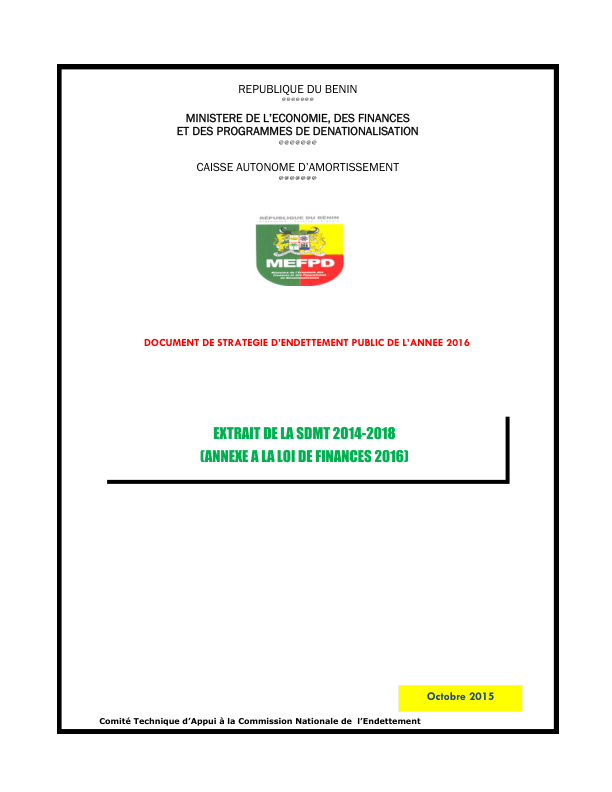 REPUBLIQUE DU BENIN
@@@@@@@
MINISTERE DE L'ECONOMIE, DES FINANCES
ET DES PROGRAMMES DE DENATIONALISATION
@@@@@@@
CAISSE AUTONOME D'AMORTISSEMENT
@@@@@@@
RÉPUBLIQUE DU BÉNIN
MEFPD
Ministère de l'Economie des
Finances et des Programmes
de Dénationalisation
DOCUMENT DE STRATEGIE D'ENDETTEMENT PUBLIC DE L'ANNEE 2016
EXTRAIT DE LA SDMT 2014-2018
(ANNEXE A LA LOI DE FINANCES 2016)
Octobre 2015
Comité Technique d'Appui à la Commission Nationale de l'Endettement